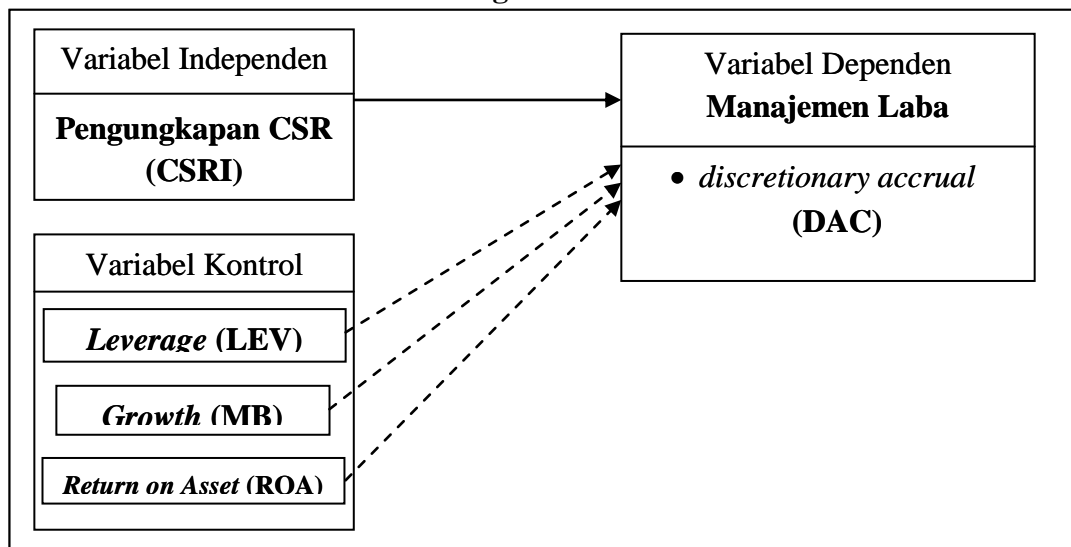 Variabel Independen
Pengungkapan CSR
(CSRI)
Variabel Kontrol
Leverage (LEV)
Growth (MB)
Return on Asset (ROA)
Variabel Dependen
Manajemen Laba
• discretionary accrual
(DAC)